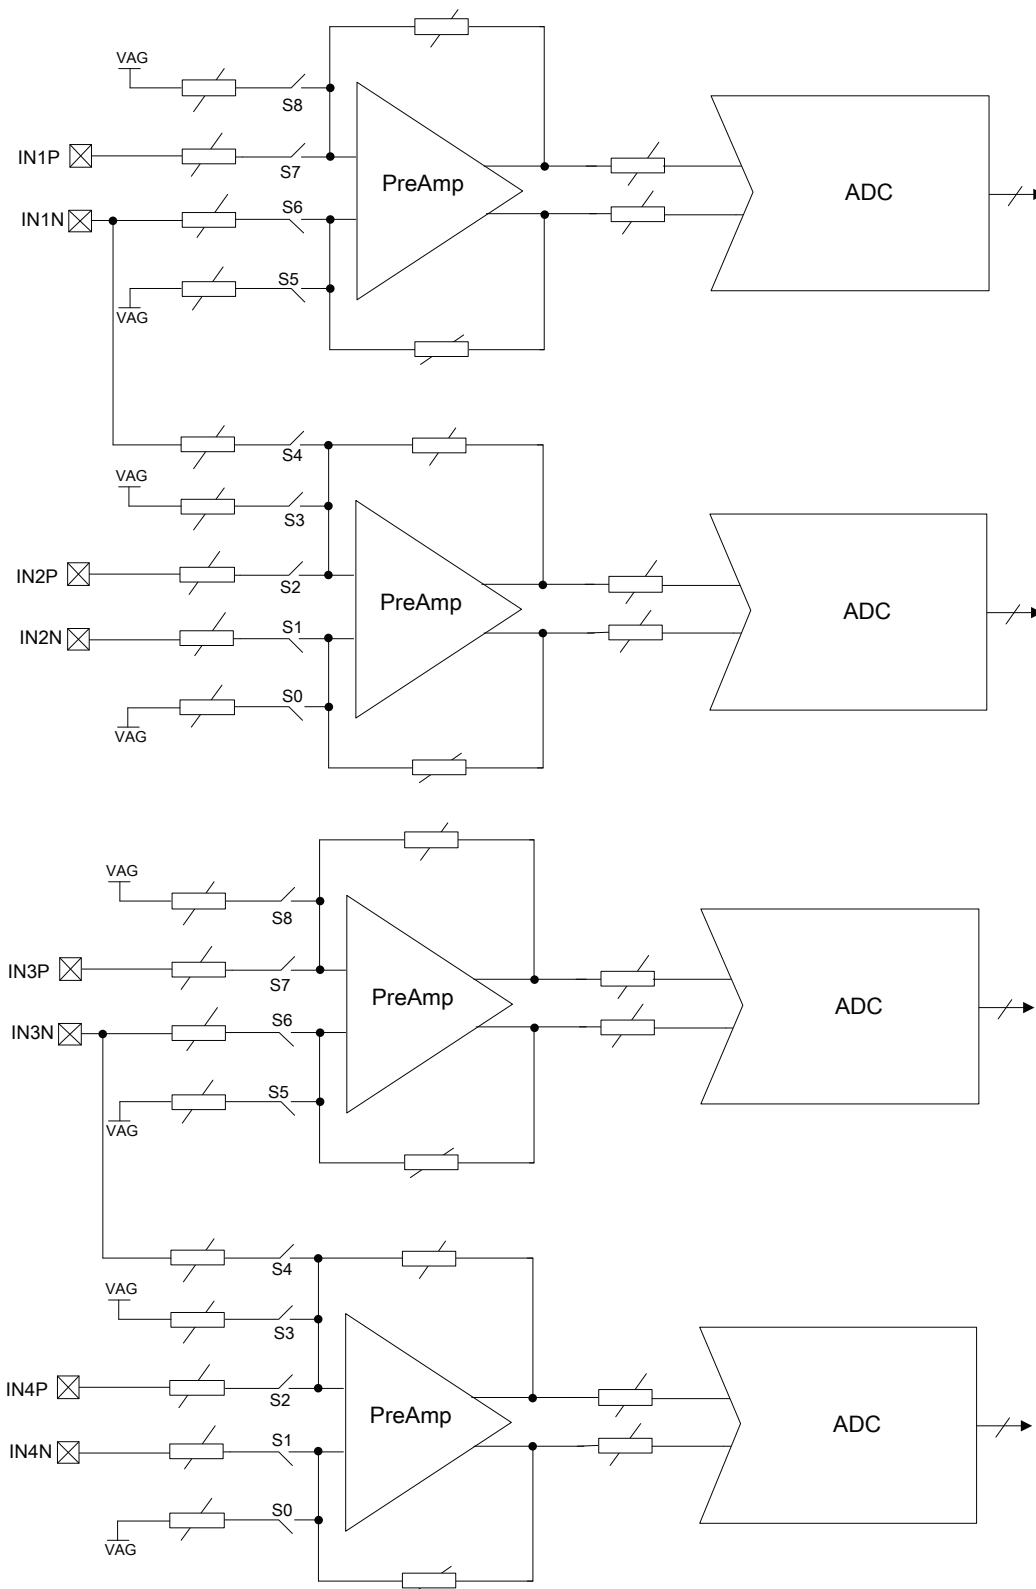 VAG
S8
IN1P
S7
PreAmp
ADC
IN1N
S6
S5
VAG
S4
VAG
S3
IN2P
S2
PreAmp
ADC
IN2N
S1
S0
VAG
VAG
S8
IN3P
S7
PreAmp
ADC
IN3N
S6
S5
VAG
S4
VAG
S3
IN4P
S2
PreAmp
ADC
IN4N
S1
S0
VAG